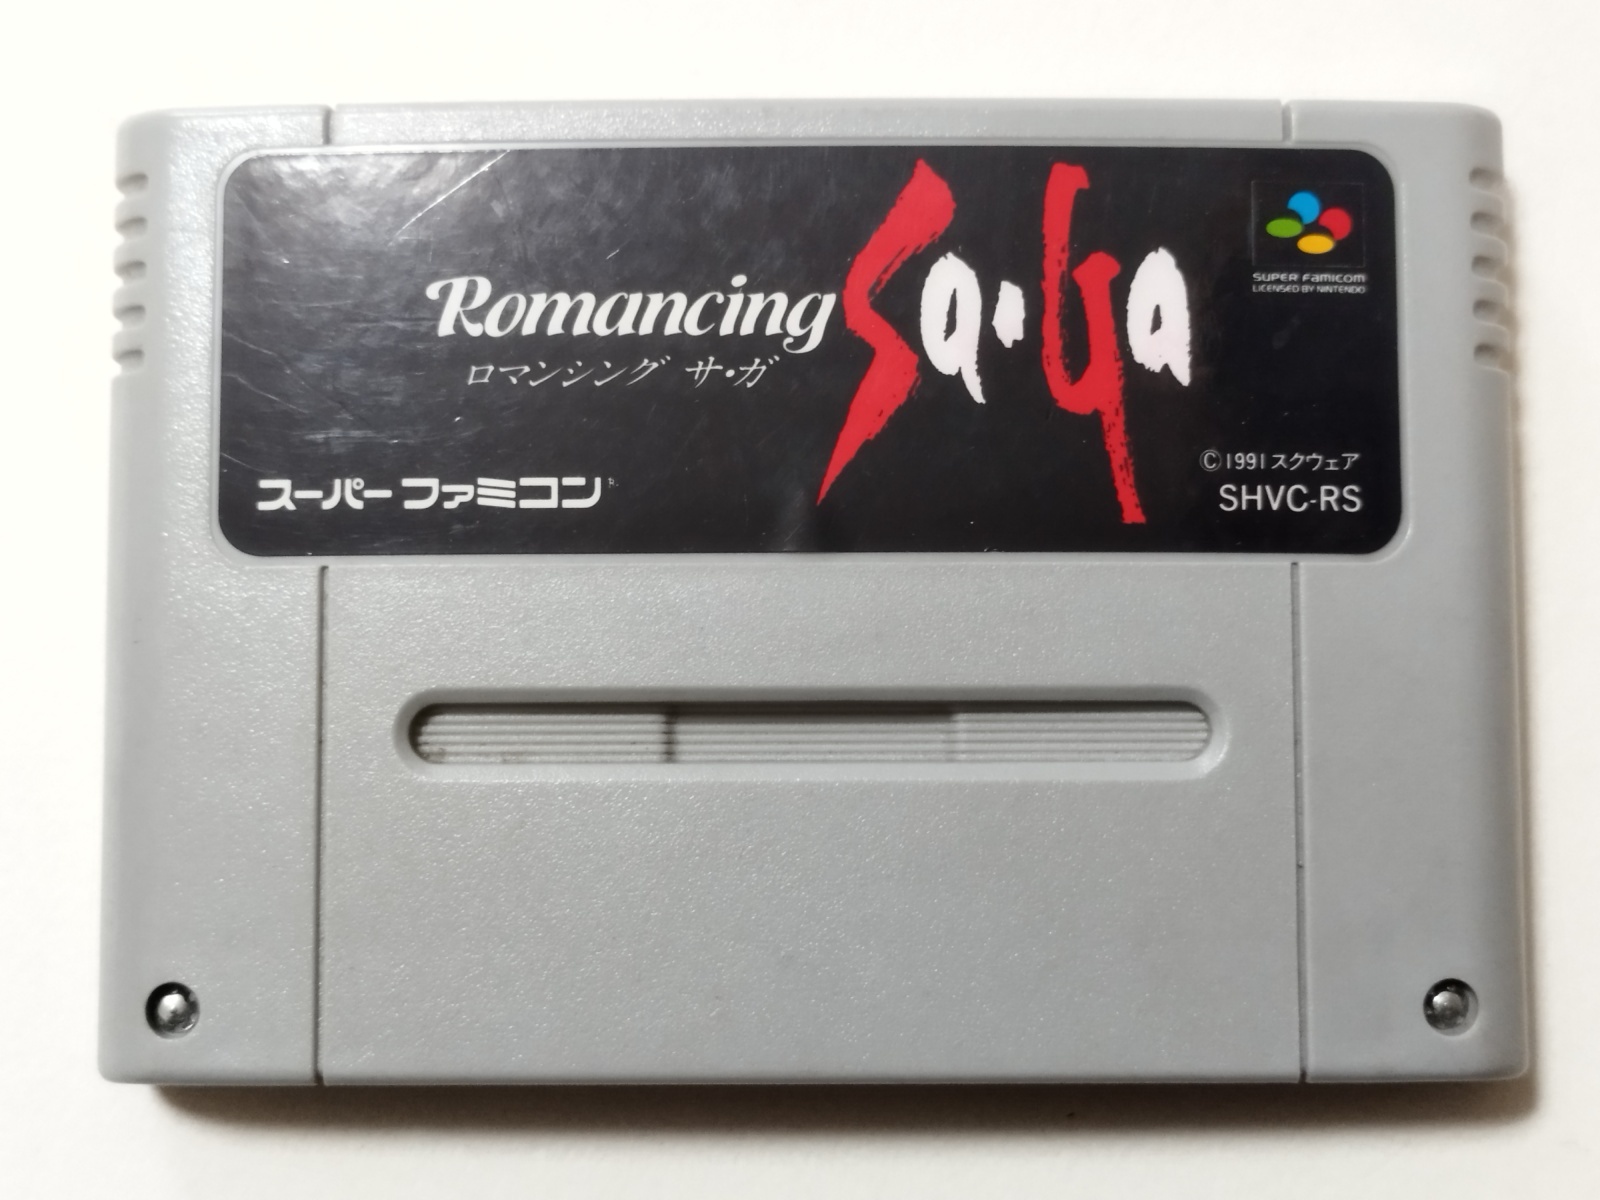 Romancing Sa·Ga
ロマンシング サ・ガ
SUPER FAMICOM
LICENSED BY NINTENDO
スーパーファミコン
©1991 スクウェア
SHVC-RS